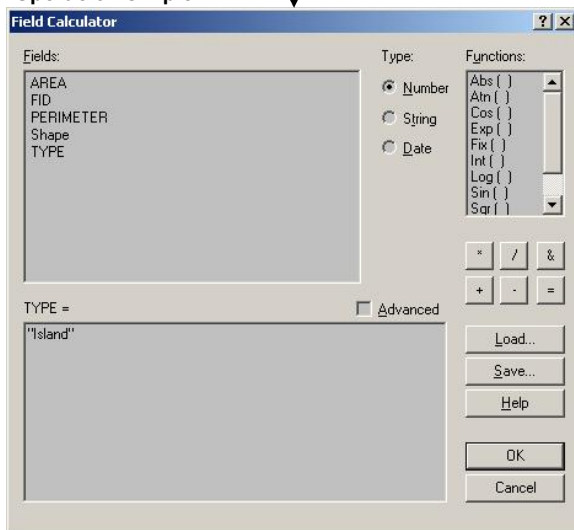 Field Calculator
Fields:
AREA
FID
PERIMETER
Shape
TYPE
Type:
Number
String
Date
Functions:
Abs ( )
Atn ( )
Cos ( )
Exp ( )
Fix ( )
Int ( )
Log ( )
Sin ( )
Sqr ( )
* / &
+ - =
TYPE =
Advanced
"Island"
Load...
Save...
Help
OK
Cancel